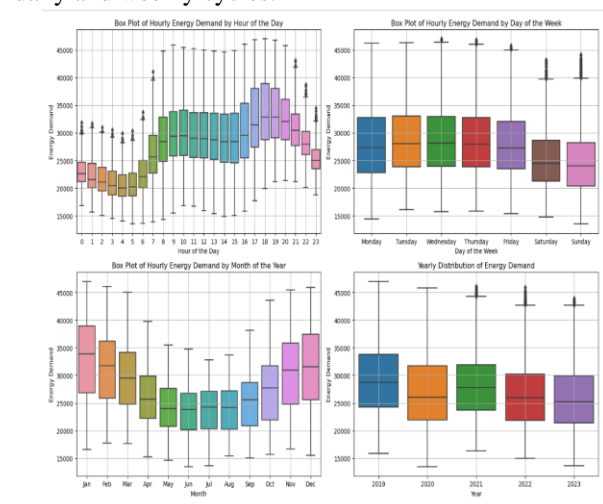 daily and weekly cycles.
Box Plot of Hourly Energy Demand by Hour of the Day
Energy Demand
45000
40000
35000
30000
25000
20000
15000
0 1 2 3 4 5 6 7 8 9 10 11 12 13 14 15 16 17 18 19 20 21 22 23
Hour of the Day
Box Plot of Hourly Energy Demand by Day of the Week
Energy Demand
45000
40000
35000
30000
25000
20000
15000
Monday Tuesday Wednesday Thursday Friday Saturday Sunday
Day of the Week
Box Plot of Hourly Energy Demand by Month of the Year
Energy Demand
45000
40000
35000
30000
25000
20000
15000
Jan Feb Mar Apr May Jun Jul Aug Sep Oct Nov Dec
Month
Yearly Distribution of Energy Demand
Energy Demand
45000
40000
35000
30000
25000
20000
15000
2019 2020 2021 2022 2023
Year